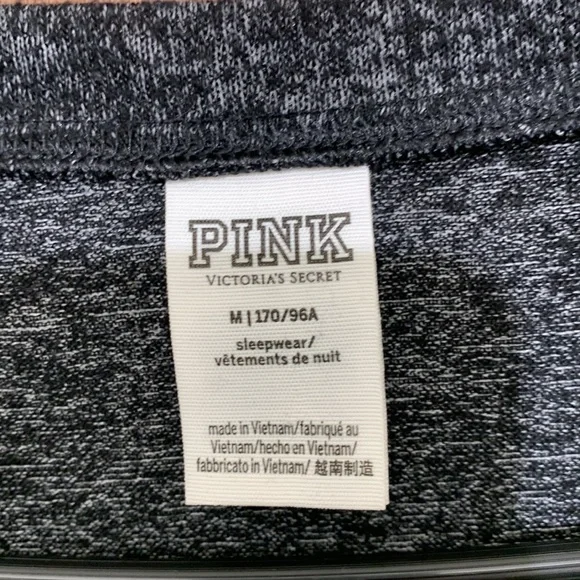 PINK
VICTORIA'S SECRET
M | 170/96A
sleepwear/
vêtements de nuit
made in Vietnam/fabriqué au
Vietnam/hecho en Vietnam/
fabbricato in Vietnam/ 越南制造